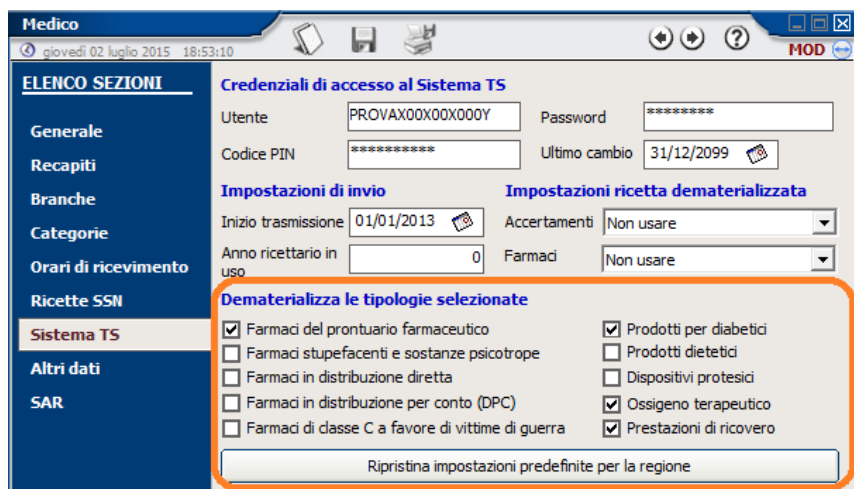 Medico
giovedì 02 luglio 2015 18:53:10
MOD
ELENCO SEZIONI
Generale
Recapiti
Branche
Categorie
Orari di ricevimento
Ricette SSN
Sistema TS
Altri dati
SAR
Credenziali di accesso al Sistema TS
Utente PROVAX00X00X000Y Password ********
Codice PIN ********** Ultimo cambio 31/12/2099
Impostazioni di invio Impostazioni ricetta dematerializzata
Inizio trasmissione 01/01/2013 Accertamenti Non usare
Anno ricettario in uso 0 Farmaci Non usare
Dematerializza le tipologie selezionate
Farmaci del prontuario farmaceutico Prodotti per diabetici
Farmaci stupefacenti e sostanze psicotrope Prodotti dietetici
Farmaci in distribuzione diretta Dispositivi protesici
Farmaci in distribuzione per conto (DPC) Ossigeno terapeutico
Farmaci di classe C a favore di vittime di guerra Prestazioni di ricovero
Ripristina impostazioni predefinite per la regione